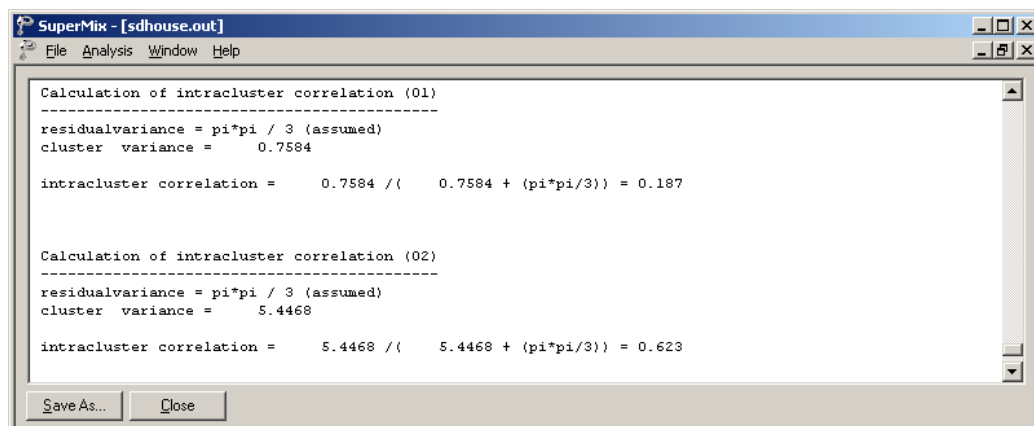 SuperMix - [sdhouse.out]
File Analysis Window Help
Calculation of intracluster correlation (01)
--------------------------------------------
residualvariance = pi*pi / 3 (assumed)
cluster  variance =     0.7584
intracluster correlation =     0.7584 /(    0.7584 + (pi*pi/3)) = 0.187
Calculation of intracluster correlation (02)
--------------------------------------------
residualvariance = pi*pi / 3 (assumed)
cluster  variance =     5.4468
intracluster correlation =     5.4468 /(    5.4468 + (pi*pi/3)) = 0.623
Save As... Close